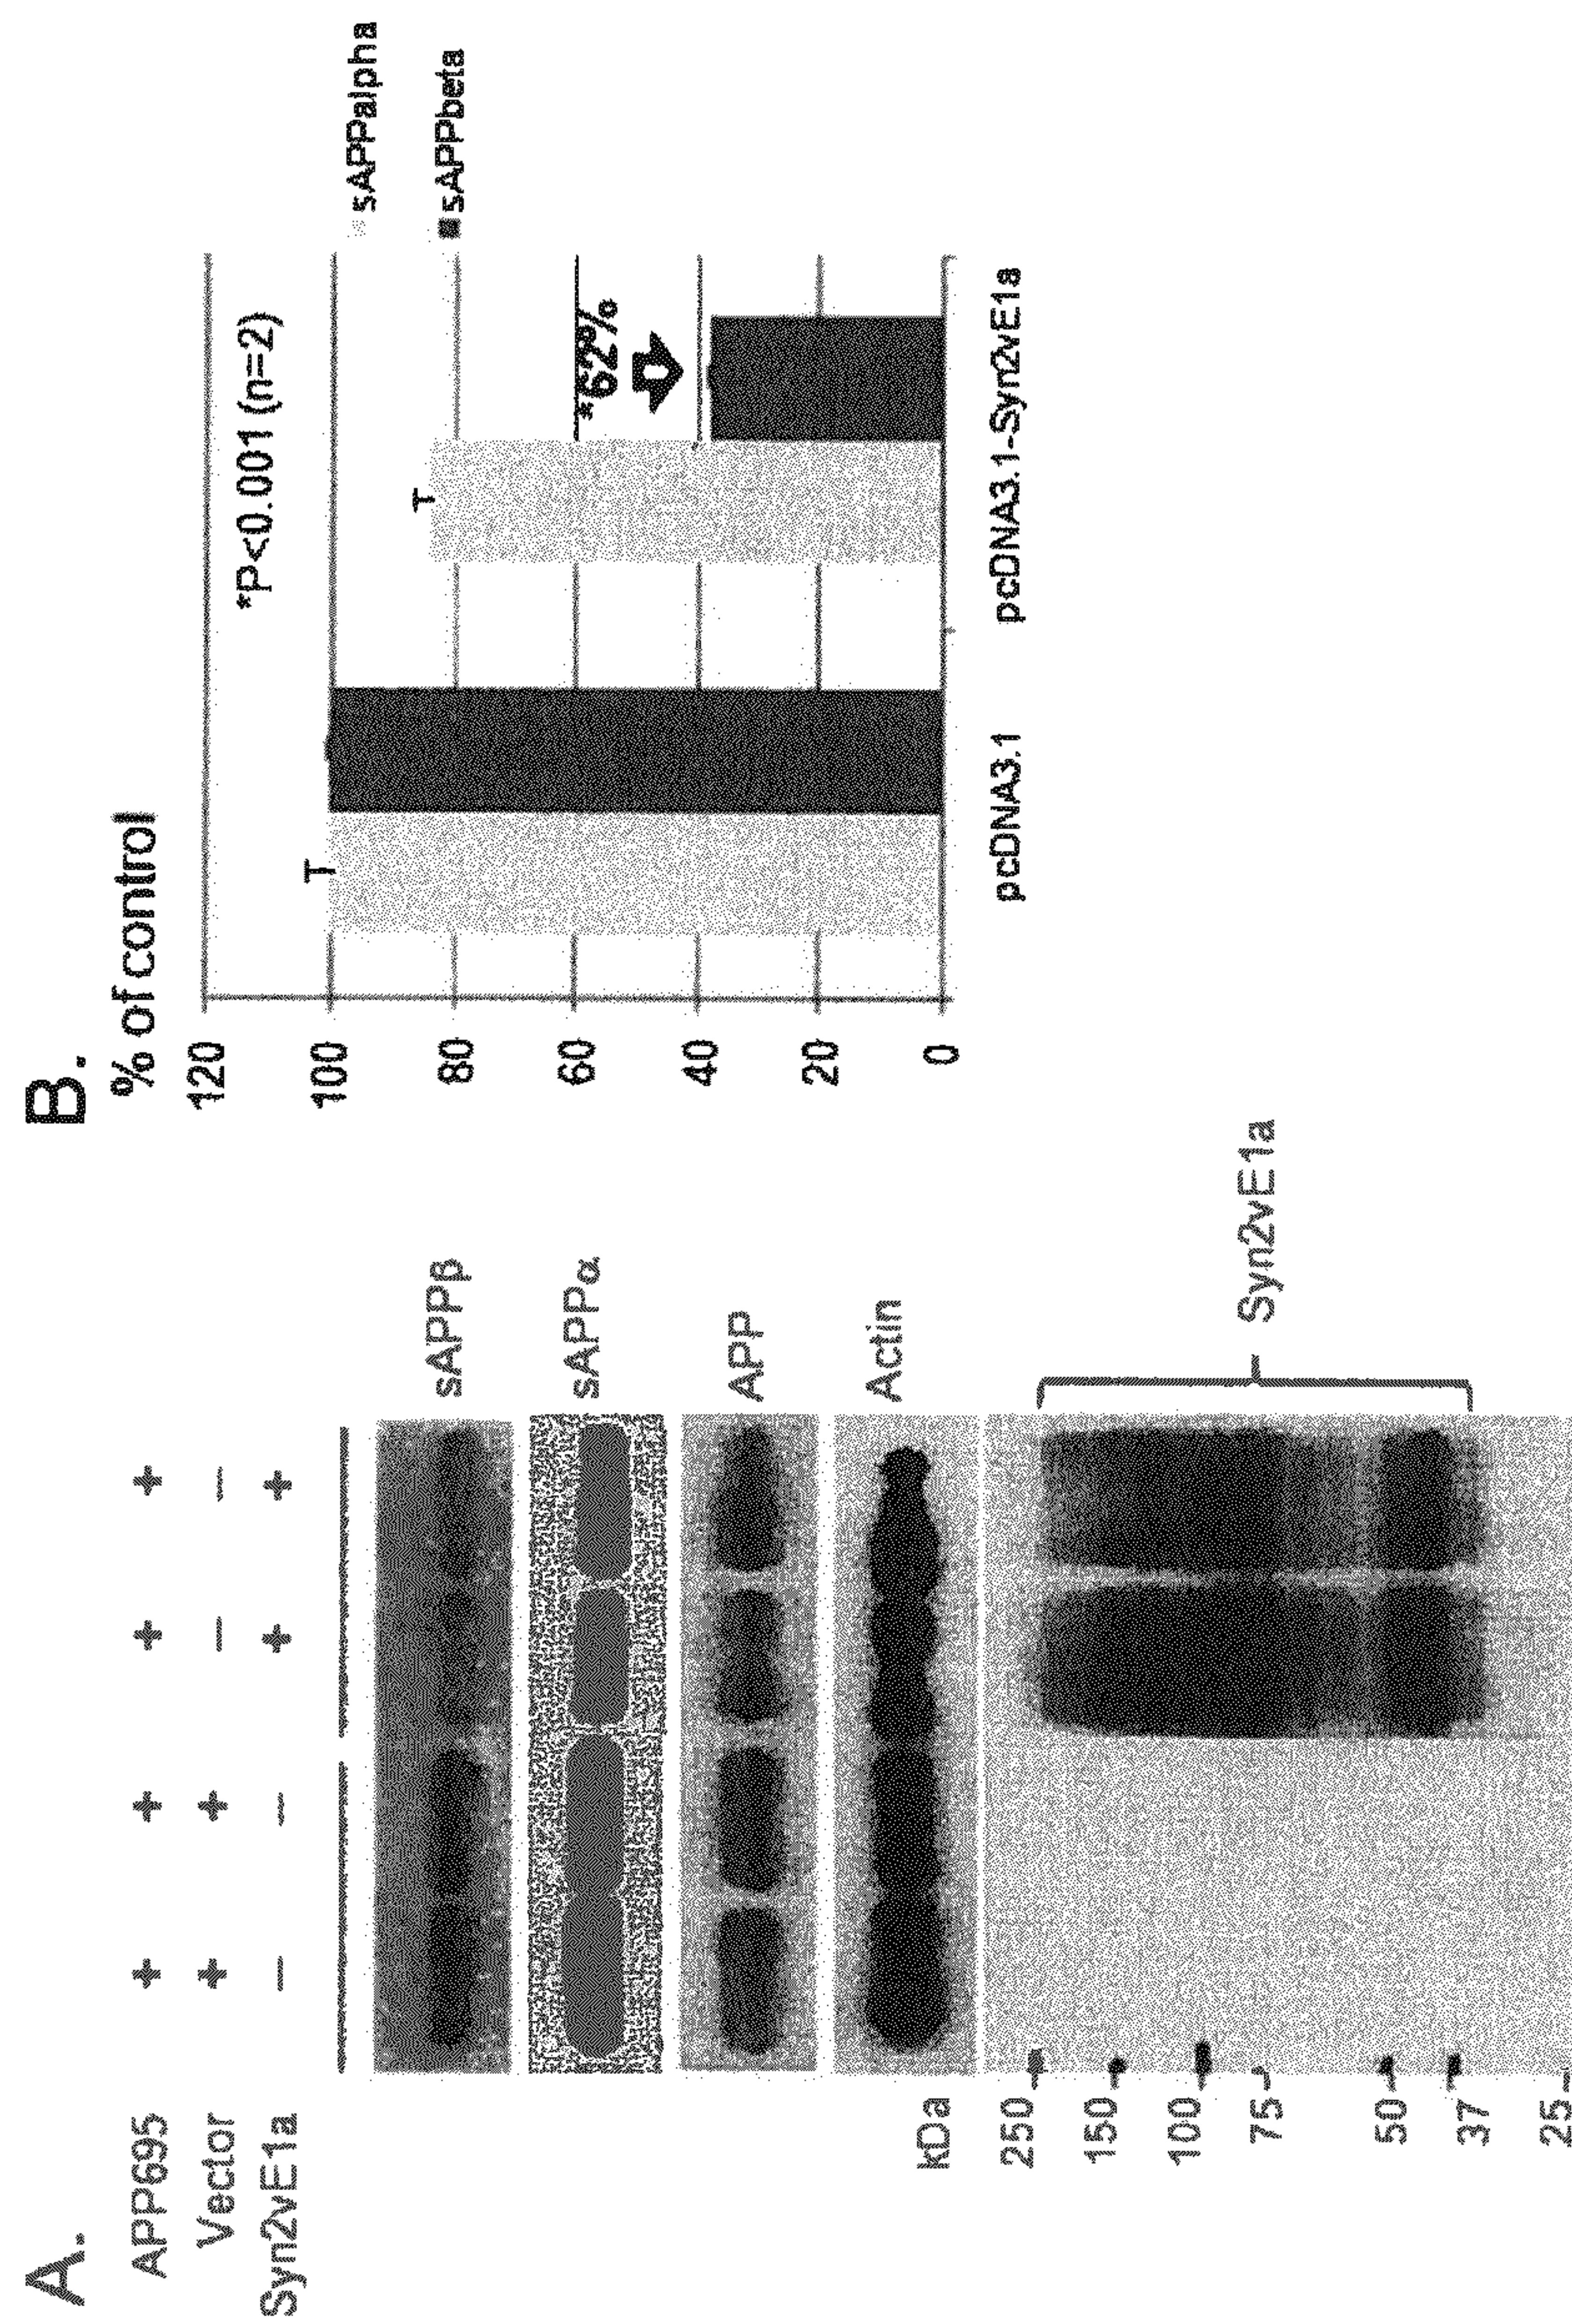 A.
APP695 + + + +
Vector + + – –
Syn2vE1a – – + +
sAPPβ
sAPPα
APP
Actin
kDa
250
150
100
75
50
37
25
Syn2vE1a
B.
% of control
120
100
80
60
40
20
0
*P<0.001 (n=2)
*62%
sAPPalpha
sAPPbeta
pcDNA3.1
pcDNA3.1-Syn2vE1a